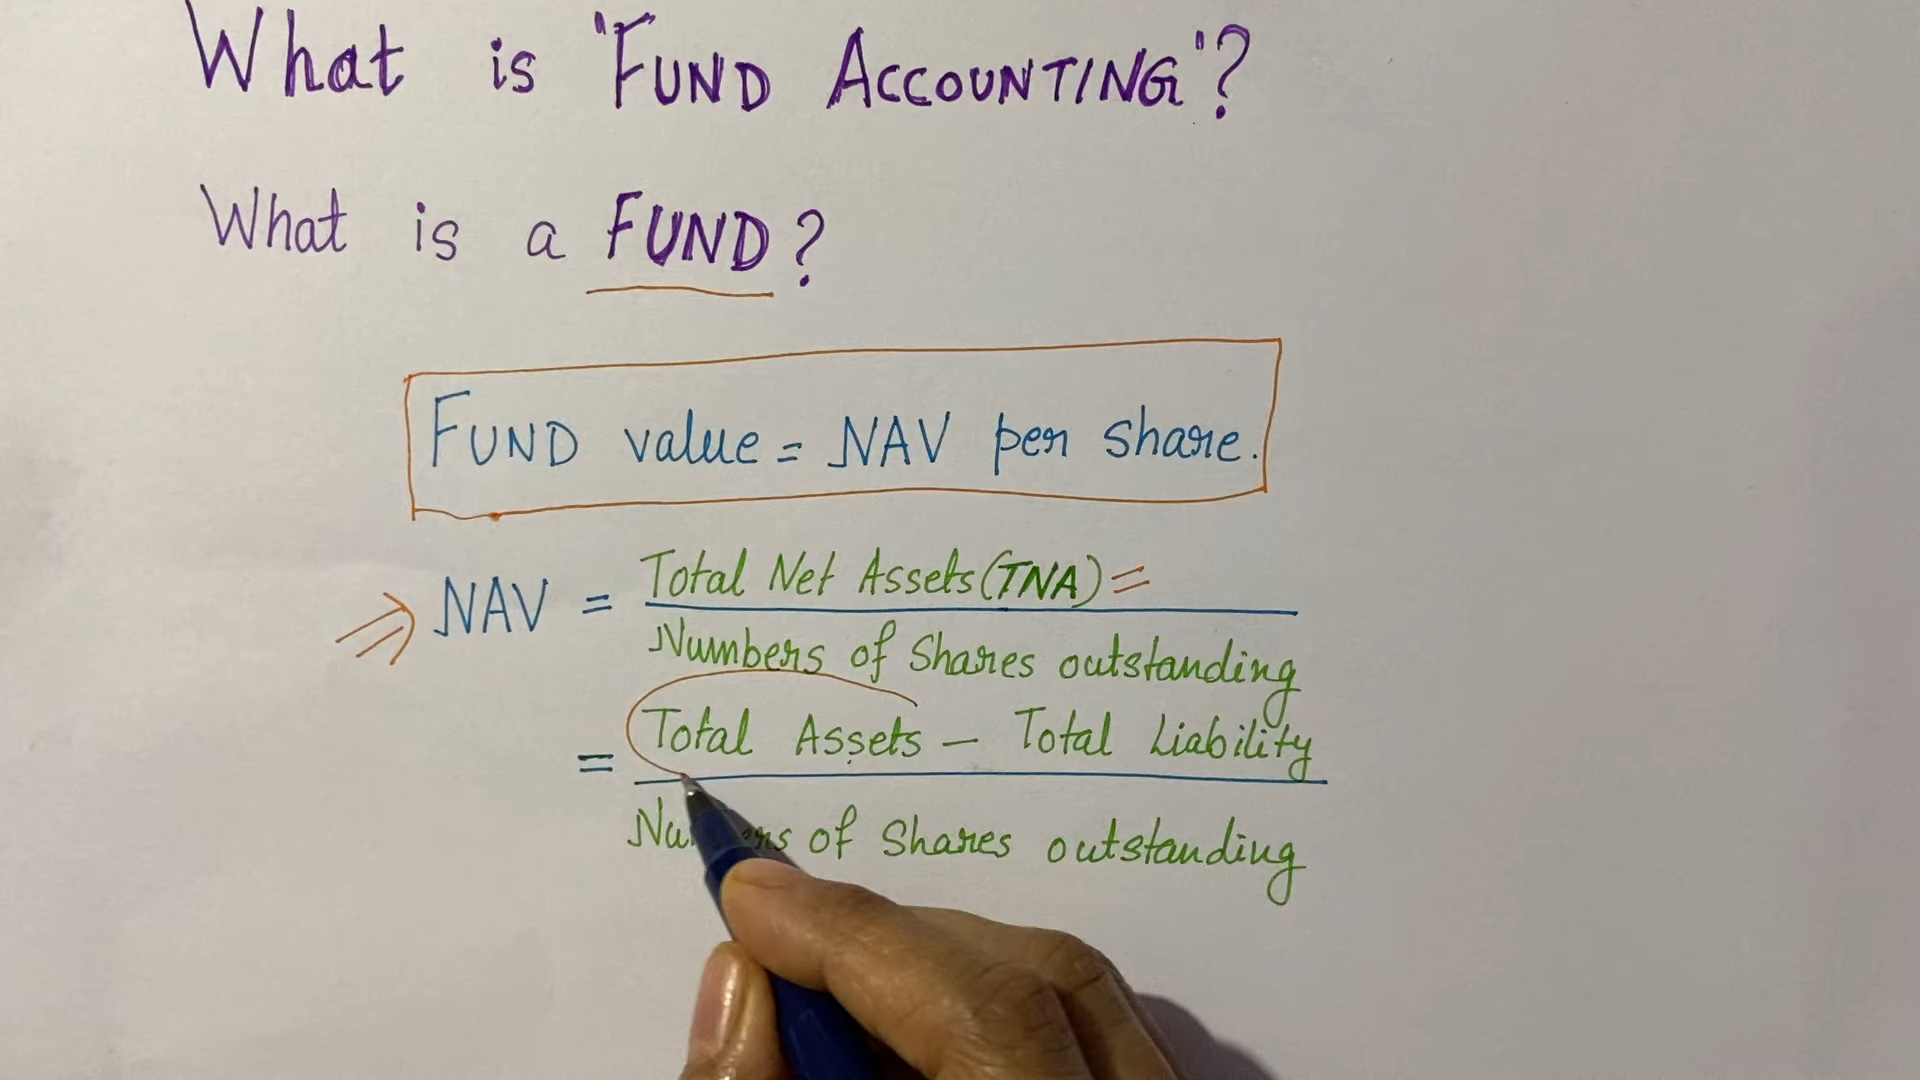 What is 'FUND ACCOUNTING'?
What is a FUND?
FUND value = NAV per share.
⇒ NAV = Total Net Assets (TNA) =
Numbers of Shares outstanding
= Total Assets – Total Liability
of Shares outstanding